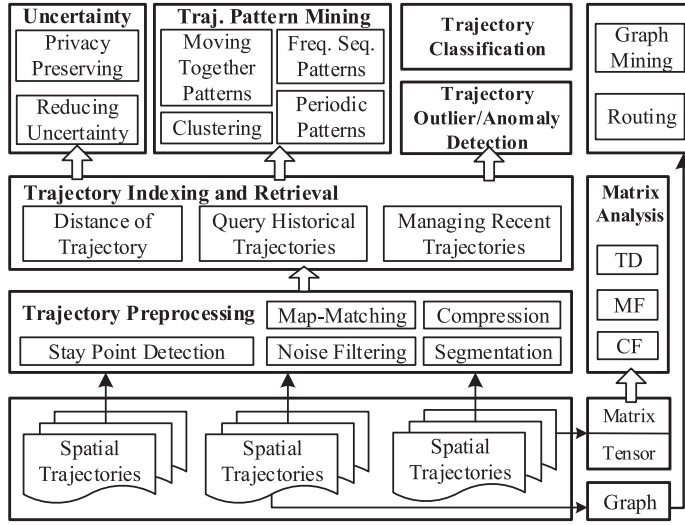 Uncertainty
Privacy
Preserving
Reducing
Uncertainty
Traj. Pattern Mining
Moving
Together
Patterns
Freq. Seq.
Patterns
Clustering
Periodic
Patterns
Trajectory
Classification
Trajectory
Outlier/Anomaly
Detection
Graph
Mining
Routing
Trajectory Indexing and Retrieval
Distance of
Trajectory
Query Historical
Trajectories
Managing Recent
Trajectories
Matrix
Analysis
TD
MF
CF
Trajectory Preprocessing
Map-Matching
Compression
Stay Point Detection
Noise Filtering
Segmentation
Spatial
Trajectories
Spatial
Trajectories
Spatial
Trajectories
Matrix
Tensor
Graph